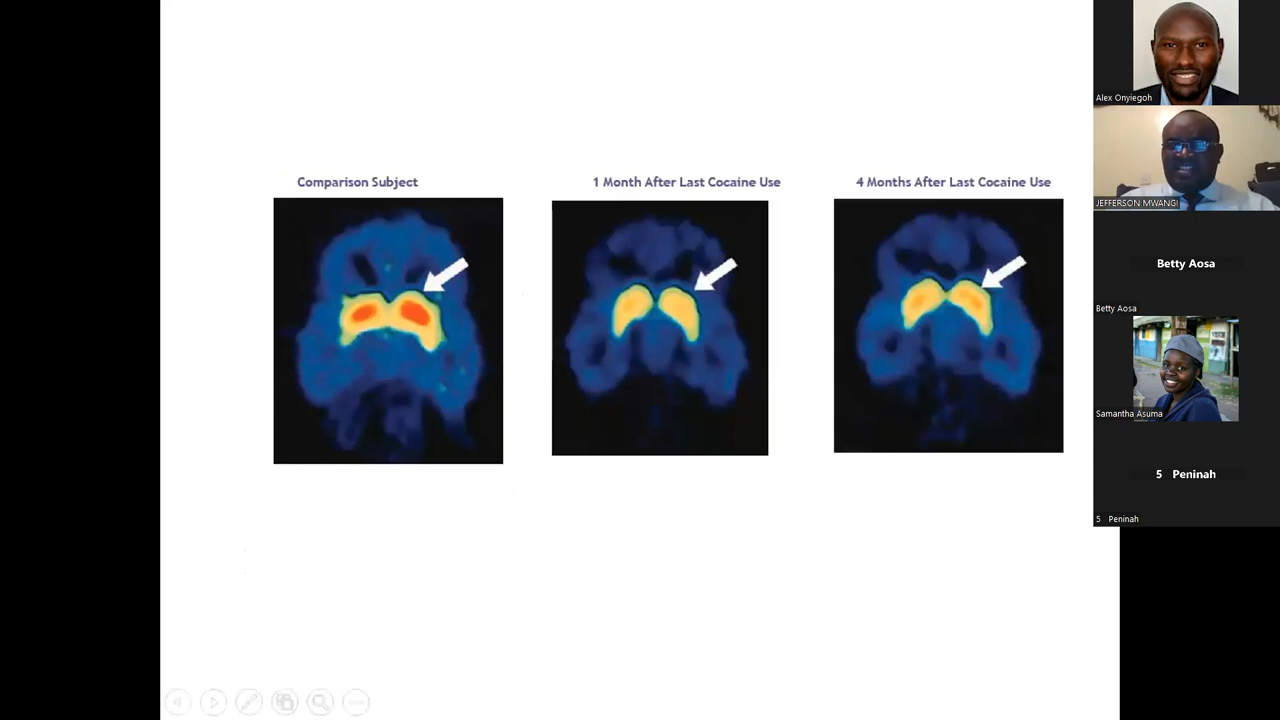 Comparison Subject
1 Month After Last Cocaine Use
4 Months After Last Cocaine Use
Alex Onyiegoh
JEFFERSON MWANGI
Betty Aosa
Betty Aosa
Samantha Asuma
5 Peninah
5 Peninah